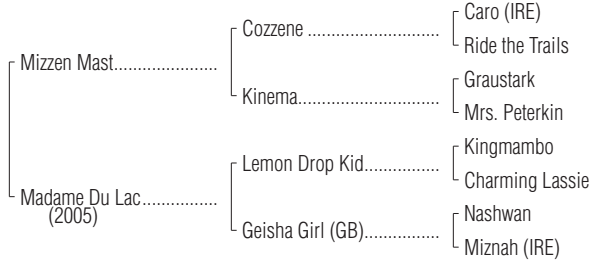 Caro (IRE)
Cozzene ........................
Ride the Trails
Mizzen Mast...................
Graustark
Kinema..........................
Mrs. Peterkin
Kingmambo
Lemon Drop Kid..............
Charming Lassie
Madame Du Lac..............
(2005)
Nashwan
Geisha Girl (GB)..............
Miznah (IRE)